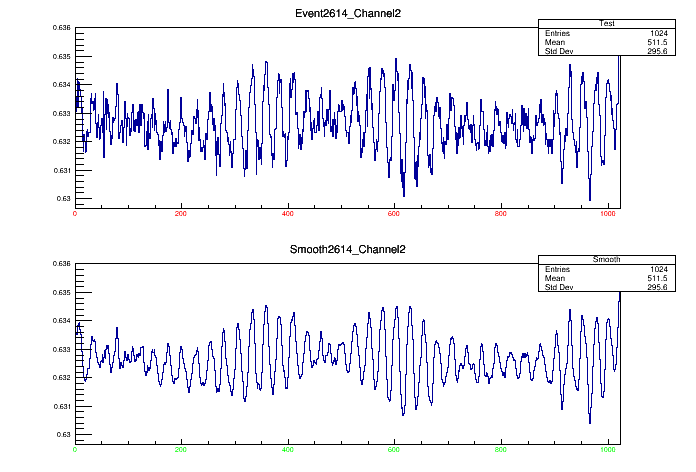 Event2614_Channel2
Test
Entries 1024
Mean 511.5
Std Dev 295.6
0.636
0.635
0.634
0.633
0.632
0.631
0.63
0 200 400 600 800 1000
Smooth2614_Channel2
Smooth
Entries 1024
Mean 511.5
Std Dev 295.6
0.636
0.635
0.634
0.633
0.632
0.631
0.63
0 200 400 600 800 1000